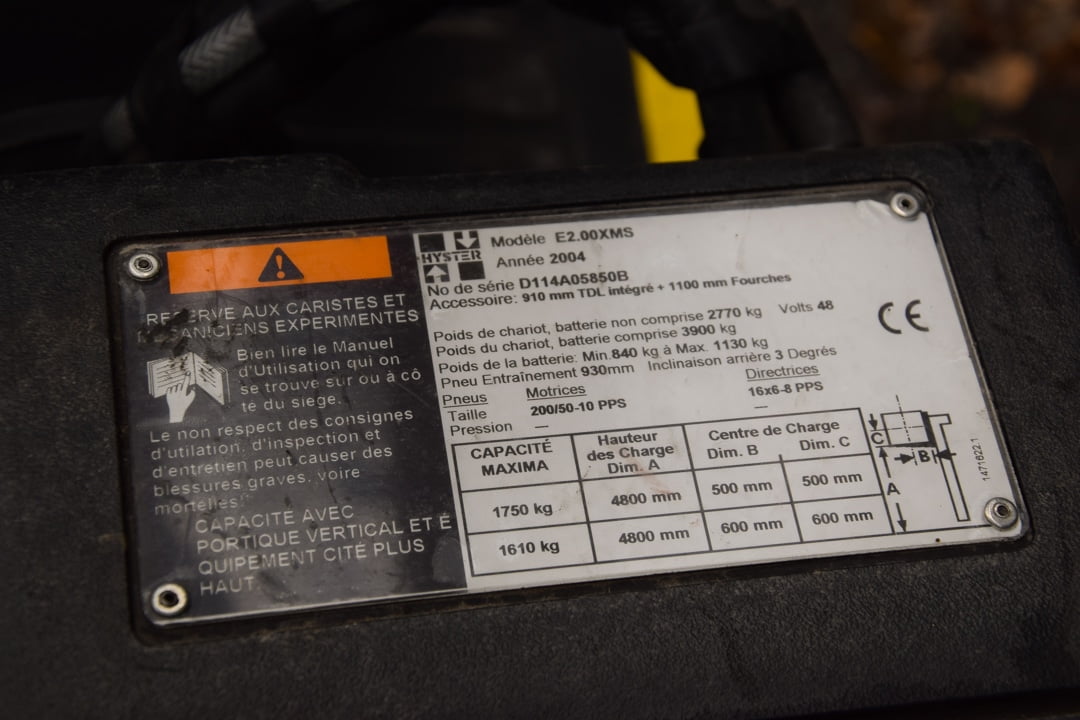 RESERVE AUX CARISTES ET
MECANICIENS EXPERIMENTES
Bien lire le Manuel
d'Utilisation qui on
se trouve sur ou à cô
te du siege.
Le non respect des consignes
d'utilation, d'inspection et
d'entretien peut causer des
blessures graves, voire
mortelles"
CAPACITE AVEC
PORTIQUE VERTICAL ET É
QUIPEMENT CITÉ PLUS
HAUT.
HYSTER
Modèle E2.00XMS
Année 2004
No de série D114A05850B
Accessoire: 910 mm TDL intégré + 1100 mm Fourches
Poids de chariot, batterie non comprise 2770 kg Volts 48
Poids du chariot, batterie comprise 3900 kg
Poids de la batterie: Min.840 kg à Max. 1130 kg
Pneu Entraînement 930mm Inclinaison arrière 3 Degrés
Pneus Motrices Directrices
Taille 200/50-10 PPS 16x6-8 PPS
Pression — —
CE
CAPACITÉ MAXIMA Hauteur des Charge Dim. A Centre de Charge Dim. B Dim. C
1750 kg 4800 mm 500 mm 500 mm
1610 kg 4800 mm 600 mm 600 mm
C
B
A
1471622.1